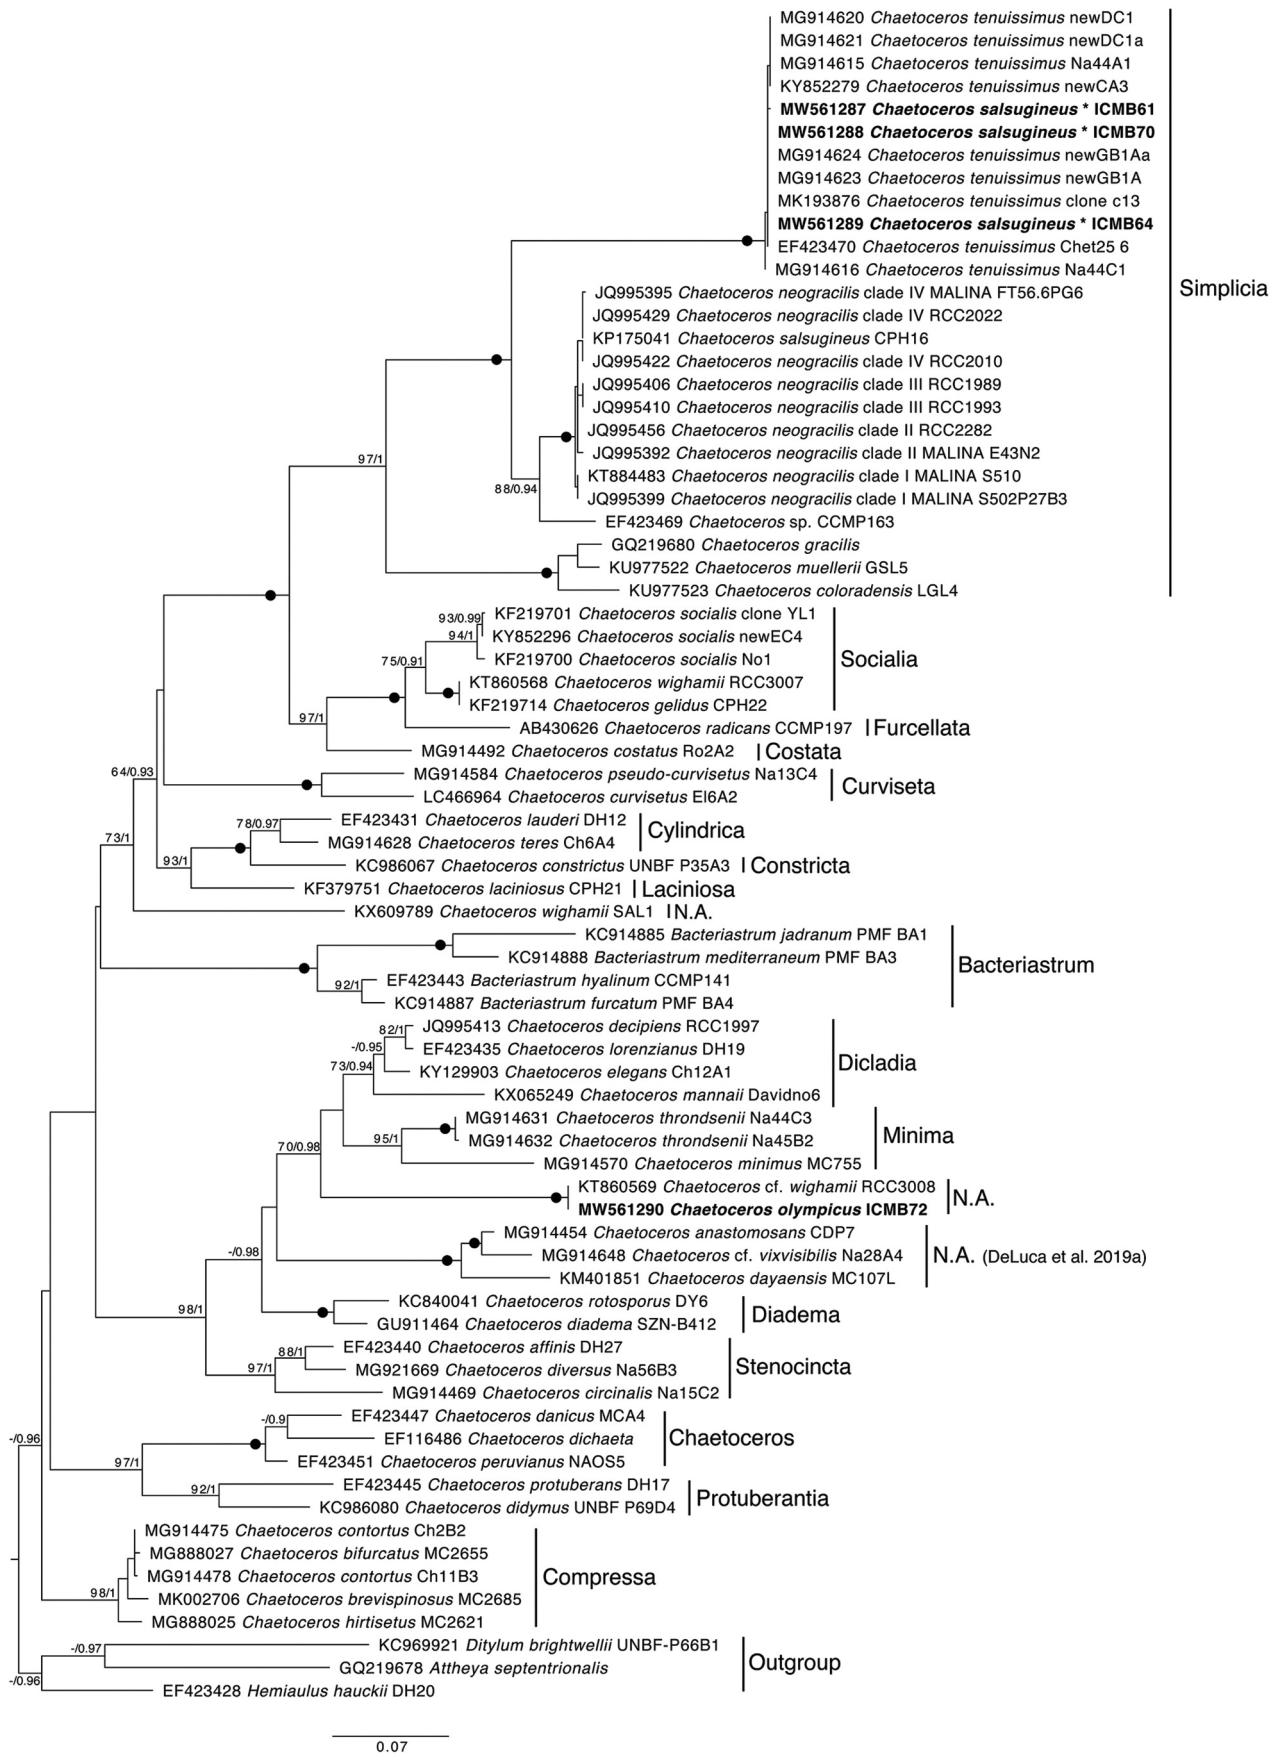 MG914620 Chaetoceros tenuissimus newDC1
MG914621 Chaetoceros tenuissimus newDC1a
MG914615 Chaetoceros tenuissimus Na44A1
KY852279 Chaetoceros tenuissimus newCA3
MW561287 Chaetoceros salsugineus * ICMB61
MW561288 Chaetoceros salsugineus * ICMB70
MG914624 Chaetoceros tenuissimus newGB1Aa
MG914623 Chaetoceros tenuissimus newGB1A
MK193876 Chaetoceros tenuissimus clone c13
MW561289 Chaetoceros salsugineus * ICMB64
EF423470 Chaetoceros tenuissimus Chet25 6
MG914616 Chaetoceros tenuissimus Na44C1
JQ995395 Chaetoceros neogracilis clade IV MALINA FT56.6PG6
Simplicia
JQ995429 Chaetoceros neogracilis clade IV RCC2022
KP175041 Chaetoceros salsugineus CPH16
JQ995422 Chaetoceros neogracilis clade IV RCC2010
JQ995406 Chaetoceros neogracilis clade III RCC1989
JQ995410 Chaetoceros neogracilis clade III RCC1993
JQ995456 Chaetoceros neogracilis clade II RCC2282
JQ995392 Chaetoceros neogracilis clade II MALINA E43N2
97/1
KT884483 Chaetoceros neogracilis clade I MALINA S510
88/0.94
JQ995399 Chaetoceros neogracilis clade I MALINA S502P27B3
EF423469 Chaetoceros sp. CCMP163
GQ219680 Chaetoceros gracilis
KU977522 Chaetoceros muellerii GSL5
KU977523 Chaetoceros coloradensis LGL4
93/0.99
KF219701 Chaetoceros socialis clone YL1
94/1
KY852296 Chaetoceros socialis newEC4
75/0.91
KF219700 Chaetoceros socialis No1
Socialia
KT860568 Chaetoceros wighamii RCC3007
KF219714 Chaetoceros gelidus CPH22
97/1
AB430626 Chaetoceros radicans CCMP197
Furcellata
MG914492 Chaetoceros costatus Ro2A2
Costata
64/0.93
MG914584 Chaetoceros pseudo-curvisetus Na13C4
Curviseta
LC466964 Chaetoceros curvisetus El6A2
78/0.97
EF423431 Chaetoceros lauderi DH12
Cylindrica
73/1
MG914628 Chaetoceros teres Ch6A4
93/1
KC986067 Chaetoceros constrictus UNBF P35A3
Constricta
KF379751 Chaetoceros laciniosus CPH21
Laciniosa
KX609789 Chaetoceros wighamii SAL1
N.A.
KC914885 Bacteriastrum jadranum PMF BA1
KC914888 Bacteriastrum mediterraneum PMF BA3
Bacteriastrum
92/1
EF423443 Bacteriastrum hyalinum CCMP141
KC914887 Bacteriastrum furcatum PMF BA4
82/1
JQ995413 Chaetoceros decipiens RCC1997
-/0.95
EF423435 Chaetoceros lorenzianus DH19
Dicladia
73/0.94
KY129903 Chaetoceros elegans Ch12A1
KX065249 Chaetoceros mannaii Davidno6
MG914631 Chaetoceros throndsenii Na44C3
95/1
MG914632 Chaetoceros throndsenii Na45B2
Minima
70/0.98
MG914570 Chaetoceros minimus MC755
KT860569 Chaetoceros cf. wighamii RCC3008
N.A.
MW561290 Chaetoceros olympicus ICMB72
MG914454 Chaetoceros anastomosans CDP7
-/0.98
MG914648 Chaetoceros cf. vixvisibilis Na28A4
N.A. (DeLuca et al. 2019a)
KM401851 Chaetoceros dayaensis MC107L
98/1
KC840041 Chaetoceros rotosporus DY6
Diadema
GU911464 Chaetoceros diadema SZN-B412
88/1
EF423440 Chaetoceros affinis DH27
97/1
MG921669 Chaetoceros diversus Na56B3
Stenocincta
MG914469 Chaetoceros circinalis Na15C2
-/0.9
EF423447 Chaetoceros danicus MCA4
-/0.96
EF116486 Chaetoceros dichaeta
Chaetoceros
97/1
EF423451 Chaetoceros peruvianus NAOS5
92/1
EF423445 Chaetoceros protuberans DH17
Protuberantia
KC986080 Chaetoceros didymus UNBF P69D4
MG914475 Chaetoceros contortus Ch2B2
MG888027 Chaetoceros bifurcatus MC2655
MG914478 Chaetoceros contortus Ch11B3
Compressa
98/1
MK002706 Chaetoceros brevispinosus MC2685
MG888025 Chaetoceros hirtisetus MC2621
-/0.97
KC969921 Ditylum brightwellii UNBF-P66B1
-/0.96
GQ219678 Attheya septentrionalis
Outgroup
EF423428 Hemiaulus hauckii DH20
0.07